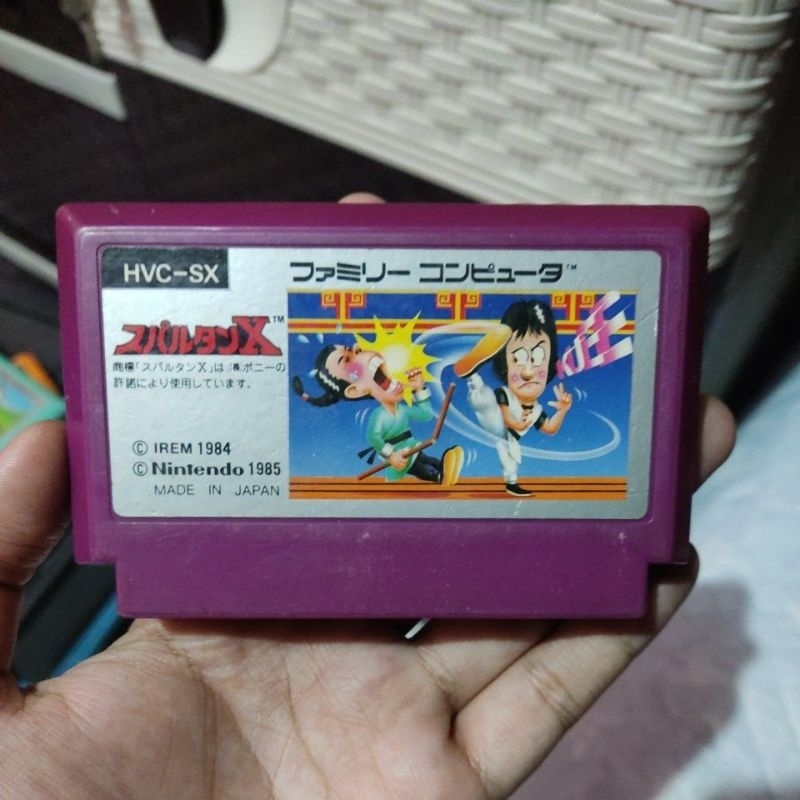 HVC-SX
ファミリー コンピュータ™
スパルタンX™
商標「スパルタンX」は、(株)ポニーの
許諾により使用しています。
© IREM 1984
© Nintendo 1985
MADE IN JAPAN